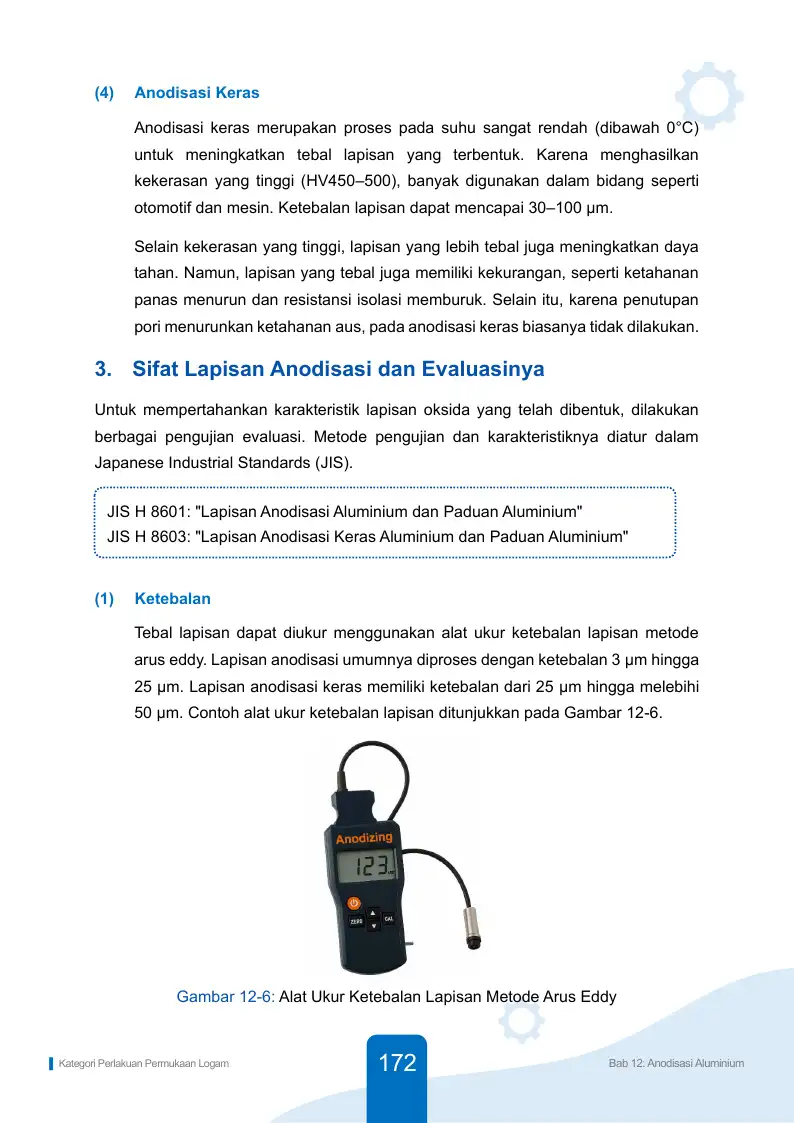 (4) Anodisasi Keras
Anodisasi keras merupakan proses pada suhu sangat rendah (dibawah 0°C)
untuk meningkatkan tebal lapisan yang terbentuk. Karena menghasilkan
kekerasan yang tinggi (HV450–500), banyak digunakan dalam bidang seperti
otomotif dan mesin. Ketebalan lapisan dapat mencapai 30–100 μm.
Selain kekerasan yang tinggi, lapisan yang lebih tebal juga meningkatkan daya
tahan. Namun, lapisan yang tebal juga memiliki kekurangan, seperti ketahanan
panas menurun dan resistansi isolasi memburuk. Selain itu, karena penutupan
pori menurunkan ketahanan aus, pada anodisasi keras biasanya tidak dilakukan.
3. Sifat Lapisan Anodisasi dan Evaluasinya
Untuk mempertahankan karakteristik lapisan oksida yang telah dibentuk, dilakukan
berbagai pengujian evaluasi. Metode pengujian dan karakteristiknya diatur dalam
Japanese Industrial Standards (JIS).
JIS H 8601: "Lapisan Anodisasi Aluminium dan Paduan Aluminium"
JIS H 8603: "Lapisan Anodisasi Keras Aluminium dan Paduan Aluminium"
(1) Ketebalan
Tebal lapisan dapat diukur menggunakan alat ukur ketebalan lapisan metode
arus eddy. Lapisan anodisasi umumnya diproses dengan ketebalan 3 μm hingga
25 μm. Lapisan anodisasi keras memiliki ketebalan dari 25 μm hingga melebihi
50 μm. Contoh alat ukur ketebalan lapisan ditunjukkan pada Gambar 12-6.
Anodizing
123
ZERO CAL
Gambar 12-6: Alat Ukur Ketebalan Lapisan Metode Arus Eddy
Kategori Perlakuan Permukaan Logam
172
Bab 12: Anodisasi Aluminium